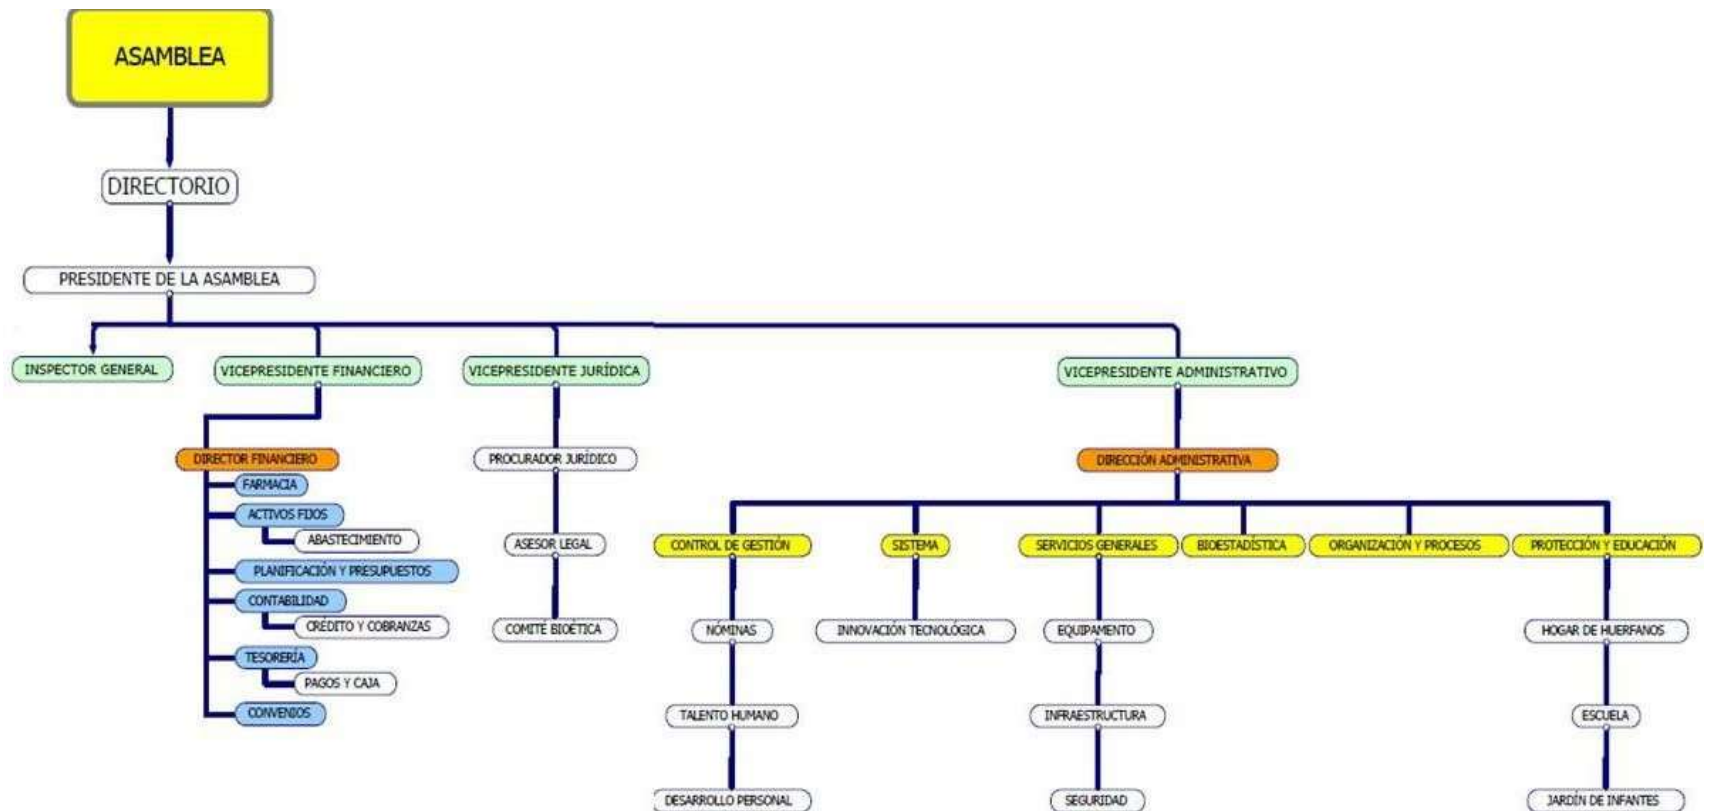 ASAMBLEA
DIRECTORIO
PRESIDENTE DE LA ASAMBLEA
INSPECTOR GENERAL
VICEPRESIDENTE FINANCIERO
VICEPRESIDENTE JURÍDICA
VICEPRESIDENTE ADMINISTRATIVO
DIRECTOR FINANCIERO
PROCURADOR JURÍDICO
DIRECCIÓN ADMINISTRATIVA
FARMACIA
ACTIVOS FIJOS
ABASTECIMIENTO
PLANIFICACIÓN Y PRESUPUESTOS
CONTABILIDAD
CRÉDITO Y COBRANZAS
TESORERÍA
PAGOS Y CAJA
CONVENIOS
ASESOR LEGAL
COMITÉ BIOÉTICA
CONTROL DE GESTIÓN
SISTEMA
SERVICIOS GENERALES
BIOESTADÍSTICA
ORGANIZACIÓN Y PROCESOS
PROTECCIÓN Y EDUCACIÓN
NÓMINAS
INNOVACIÓN TECNOLÓGICA
EQUIPAMENTO
HOGAR DE HUERFANOS
TALENTO HUMANO
INFRAESTRUCTURA
ESCUELA
DESARROLLO PERSONAL
SEGURIDAD
JARDÍN DE INFANTES